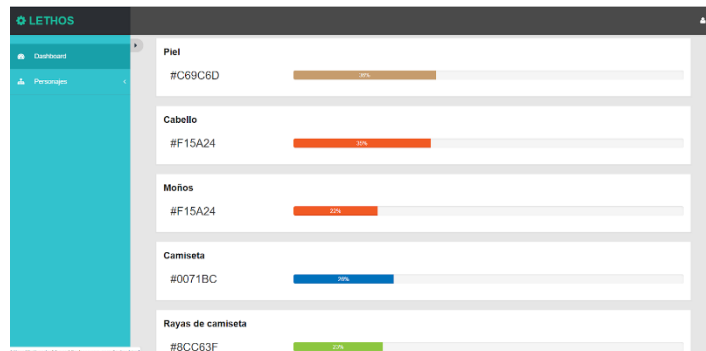 LETHOS
Dashboard
Personajes
Piel
#C69C6D
36%
Cabello
#F15A24
35%
Moños
#F15A24
22%
Camiseta
#0071BC
26%
Rayas de camiseta
#8CC63F
23%